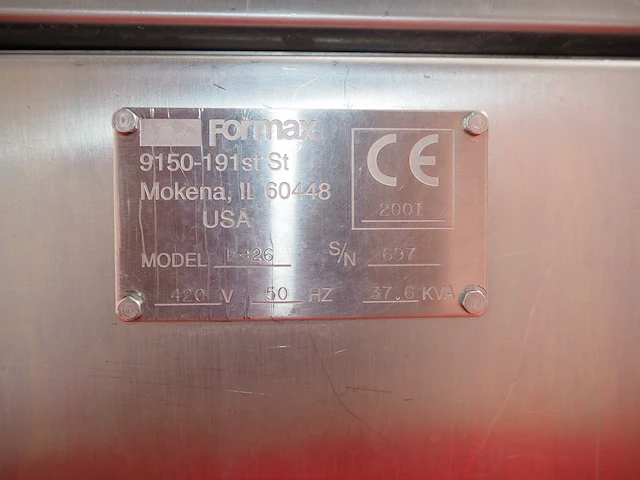 Formax
9150-191st St
Mokena, IL 60448
USA
CE
2001
MODEL S/N 697
420 V 50 HZ 37.6 KVA